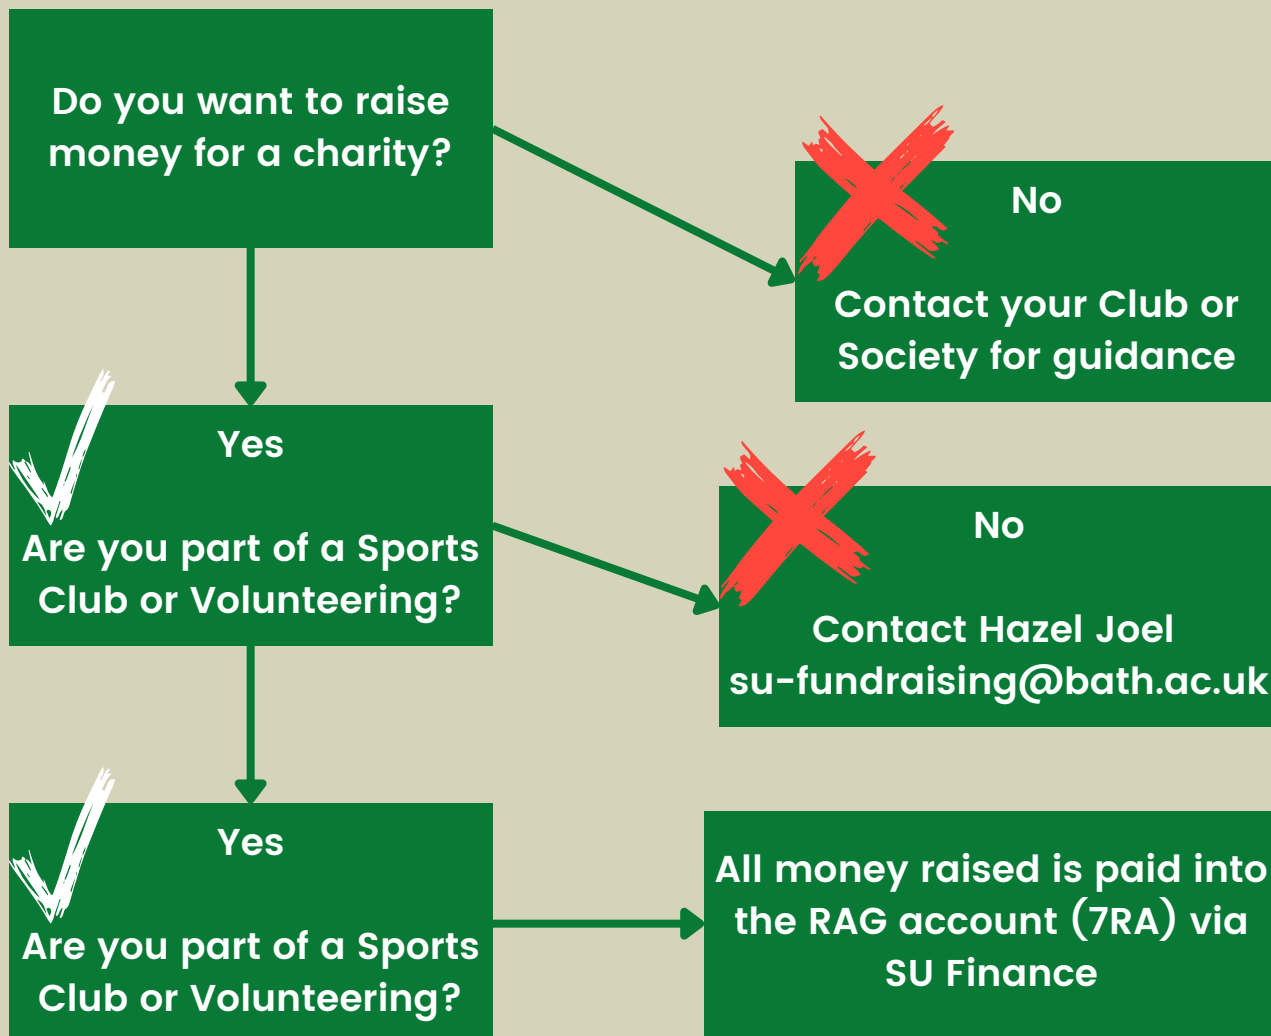 Do you want to raise
money for a charity?
No
Contact your Club or
Society for guidance
Yes
Are you part of a Sports
Club or Volunteering?
No
Contact Hazel Joel
su-fundraising@bath.ac.uk
Yes
Are you part of a Sports
Club or Volunteering?
All money raised is paid into
the RAG account (7RA) via
SU Finance